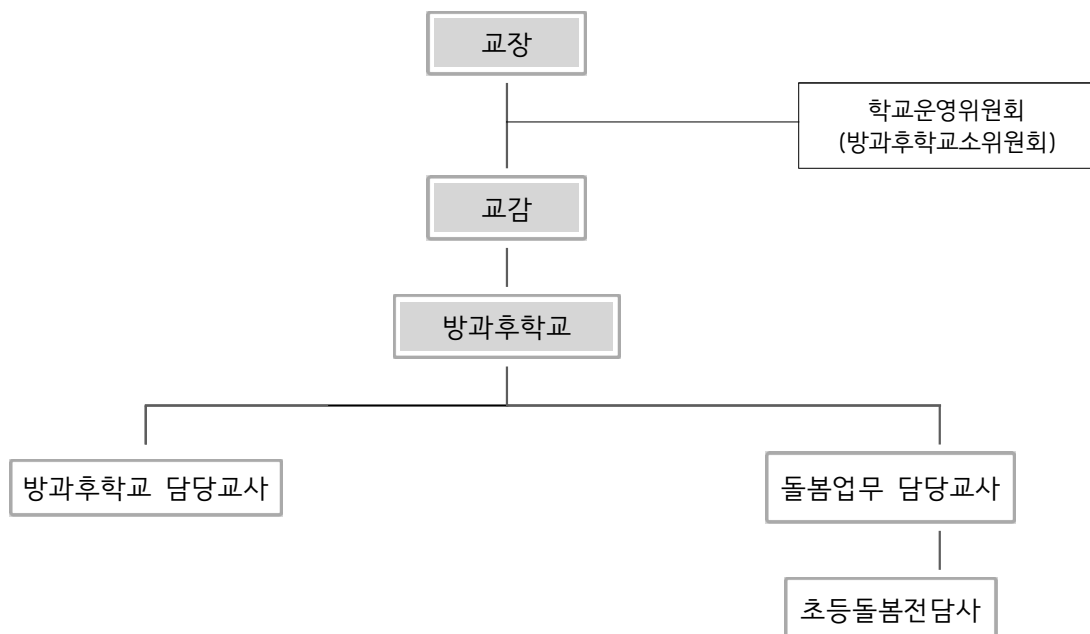 교장
학교운영위원회
(방과후학교소위원회)
교감
방과후학교
방과후학교 담당교사
돌봄업무 담당교사
초등돌봄전담사